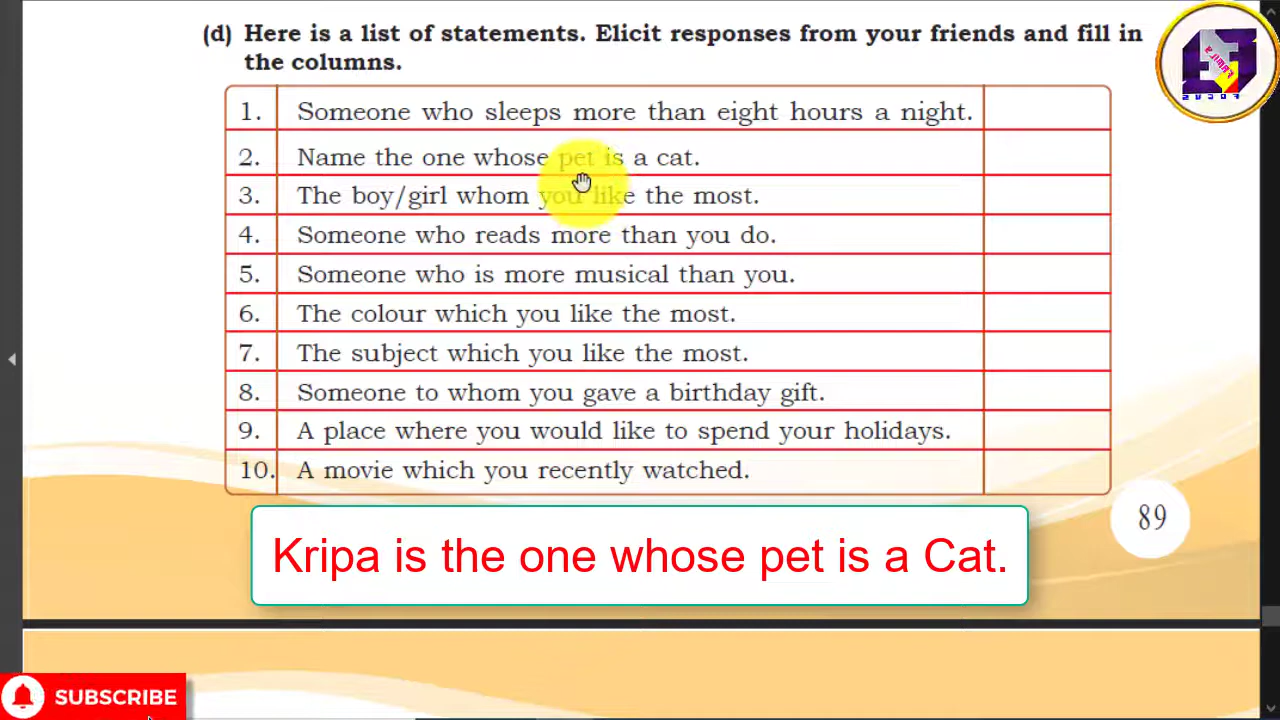 (d) Here is a list of statements. Elicit responses from your friends and fill in
the columns.
1. Someone who sleeps more than eight hours a night.
2. Name the one whose pet is a cat.
3. The boy/girl whom you like the most.
4. Someone who reads more than you do.
5. Someone who is more musical than you.
6. The colour which you like the most.
7. The subject which you like the most.
8. Someone to whom you gave a birthday gift.
9. A place where you would like to spend your holidays.
10. A movie which you recently watched.
89
Kripa is the one whose pet is a Cat.
SUBSCRIBE